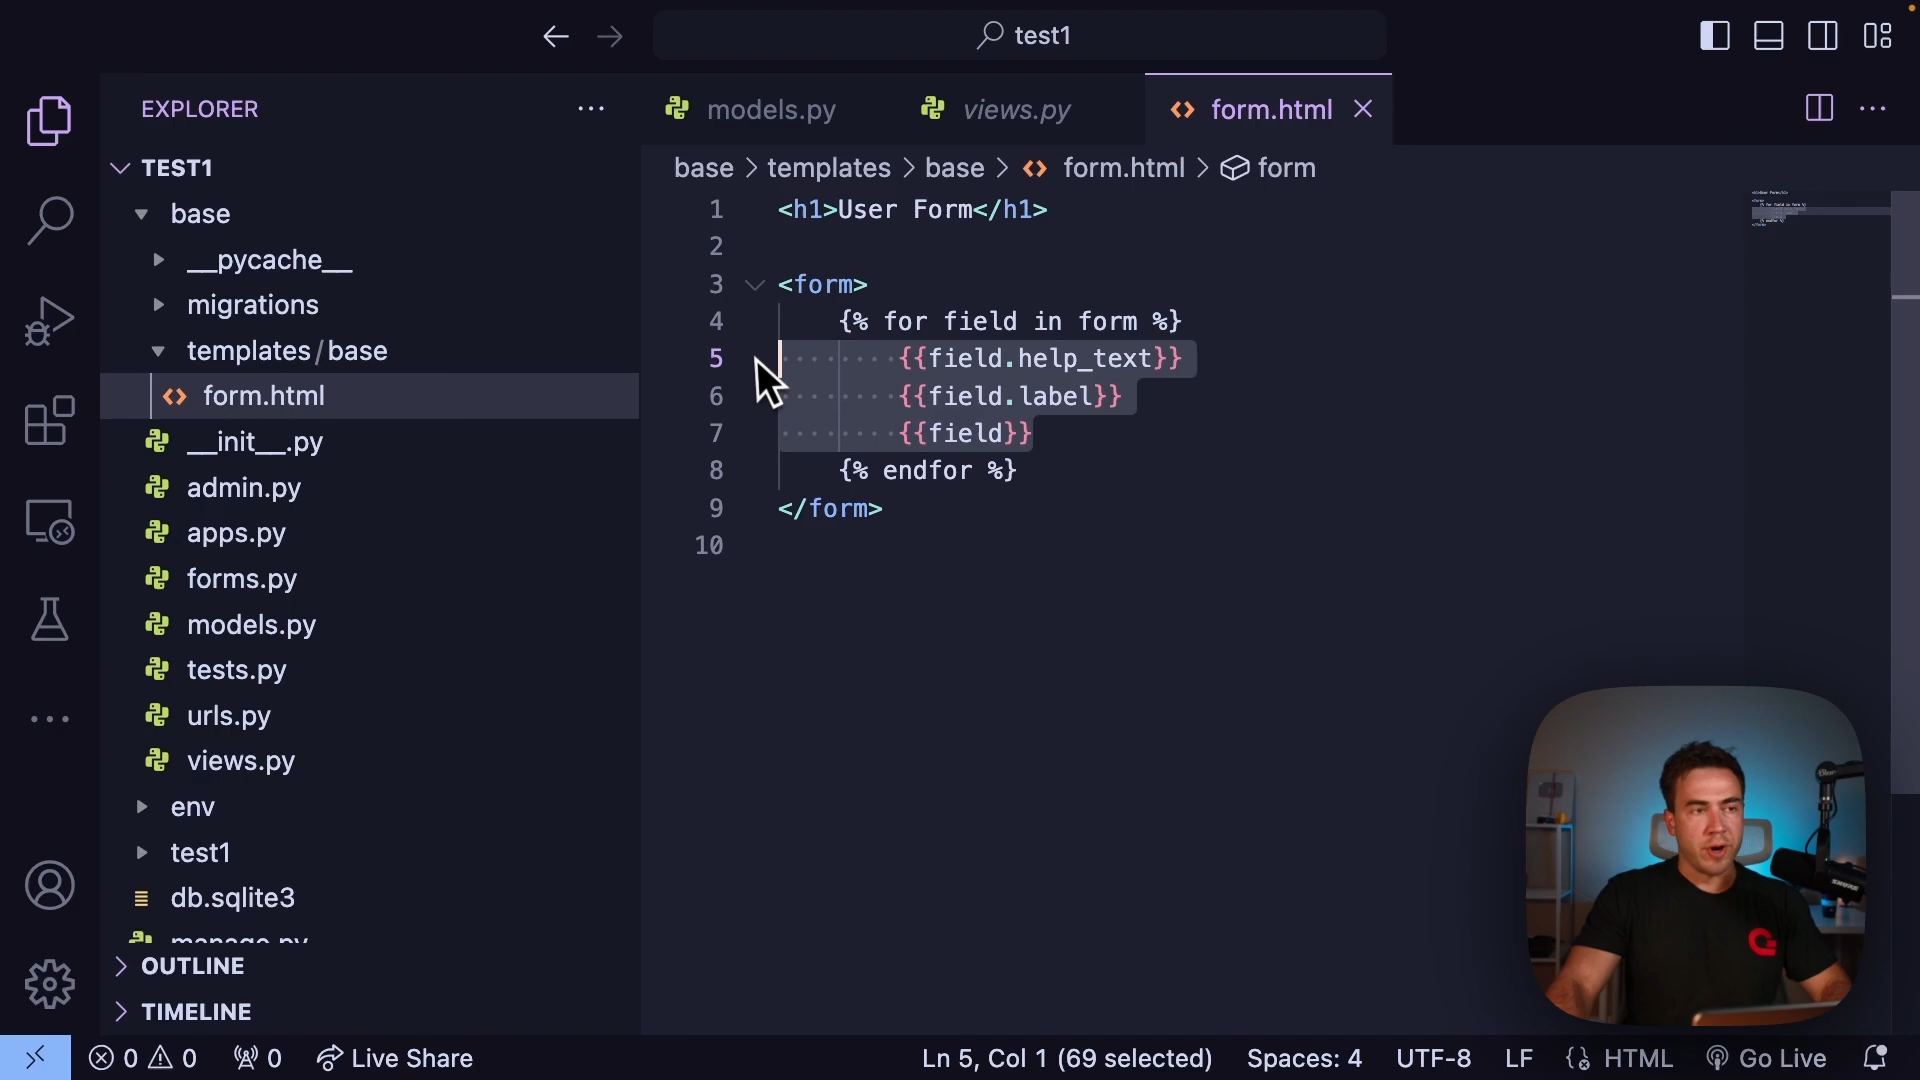 test1
EXPLORER
models.py
views.py
form.html
TEST1
base > templates > base > form.html > form
base
__pycache__
migrations
templates/base
form.html
__init__.py
admin.py
apps.py
forms.py
models.py
tests.py
urls.py
views.py
env
test1
db.sqlite3
manage.py
OUTLINE
TIMELINE
1 <h1>User Form</h1>
2
3 <form>
4 {% for field in form %}
5 {{field.help_text}}
6 {{field.label}}
7 {{field}}
8 {% endfor %}
9 </form>
10
0 0 0 Live Share Ln 5, Col 1 (69 selected) Spaces: 4 UTF-8 LF HTML Go Live